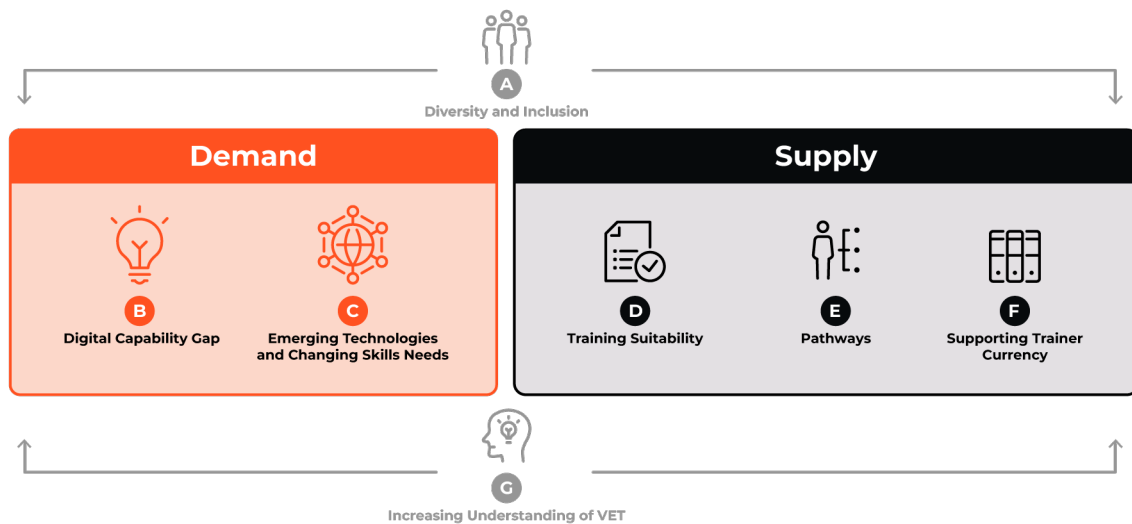 A
Diversity and Inclusion
Demand
B
Digital Capability Gap
C
Emerging Technologies
and Changing Skills Needs
Supply
D
Training Suitability
E
Pathways
F
Supporting Trainer
Currency
G
Increasing Understanding of VET